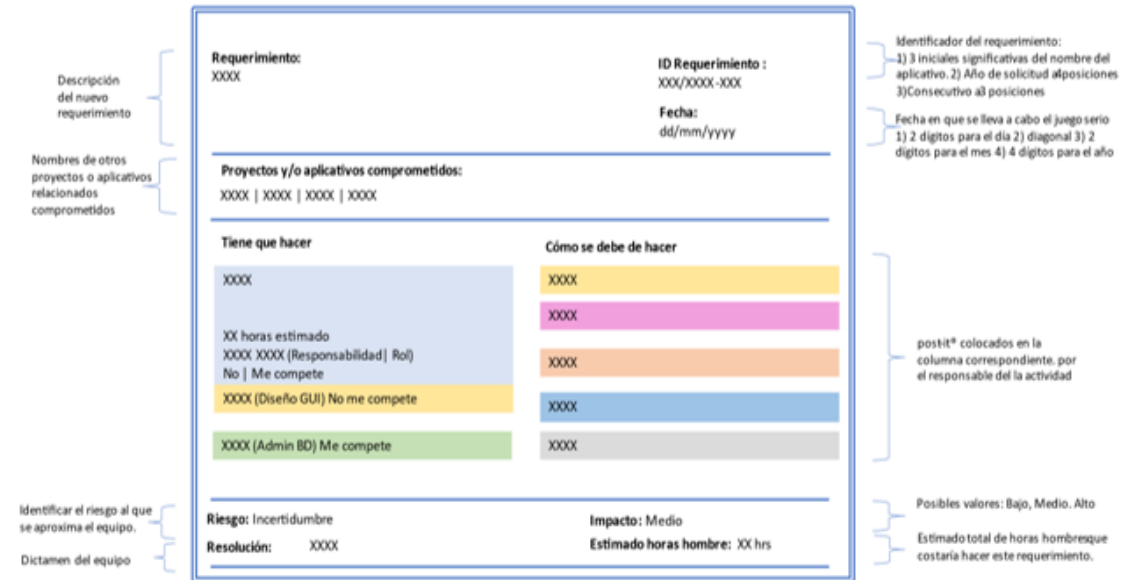 Descripción
del nuevo
requerimiento
Nombres de otros
proyectos o aplicativos
relacionados
comprometidos
Identificar el riesgo al que
se aproxima el equipo.
Dictamen del equipo
Requerimiento:
XXXX
ID Requerimiento :
XXX/XXXX-XXX
Fecha:
dd/mm/yyyy
Proyectos y/o aplicativos comprometidos:
XXXX | XXXX | XXXX | XXXX
Tiene que hacer
XXXX
XX horas estimado
XXXX XXXX (Responsabilidad| Rol)
No | Me compete
XXXX (Diseño GUI) No me compete
XXXX (Admin BD) Me compete
Cómo se debe de hacer
XXXX
XXXX
XXXX
XXXX
XXXX
Riesgo: Incertidumbre
Resolución: XXXX
Impacto: Medio
Estimado horas hombre: XX hrs
Identificador del requerimiento:
1) 3 iniciales significativas del nombre del
aplicativo. 2) Año de solicitud a4posiciones
3)Consecutivo a3 posiciones
Fecha en que se lleva a cabo el juego serio
1) 2 dígitos para el día 2) diagonal 3) 2
dígitos para el mes 4) 4 dígitos para el año
post-it® colocados en la
columna correspondiente. por
el responsable del la actividad
Posibles valores: Bajo, Medio. Alto
Estimado total de horas hombresque
costaría hacer este requerimiento.